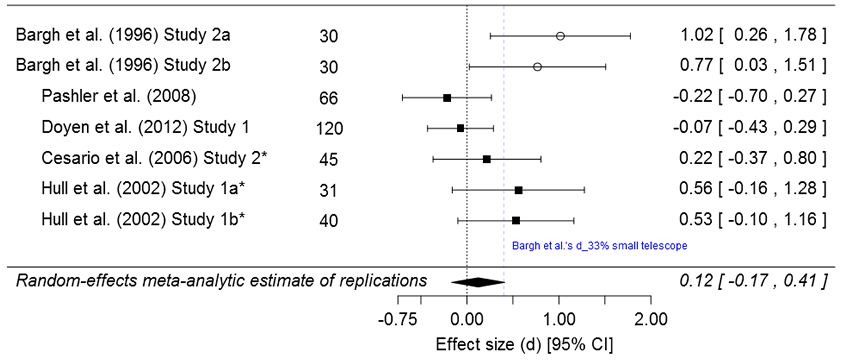 Bargh et al. (1996) Study 2a 30 1.02 [ 0.26 , 1.78 ]
Bargh et al. (1996) Study 2b 30 0.77 [ 0.03 , 1.51 ]
Pashler et al. (2008) 66 -0.22 [ -0.70 , 0.27 ]
Doyen et al. (2012) Study 1 120 -0.07 [ -0.43 , 0.29 ]
Cesario et al. (2006) Study 2* 45 0.22 [ -0.37 , 0.80 ]
Hull et al. (2002) Study 1a* 31 0.56 [ -0.16 , 1.28 ]
Hull et al. (2002) Study 1b* 40 0.53 [ -0.10 , 1.16 ]
Bargh et al.'s d_33% small telescope
Random-effects meta-analytic estimate of replications 0.12 [ -0.17 , 0.41 ]
-0.75 0.00 1.00 2.00
Effect size (d) [95% CI]